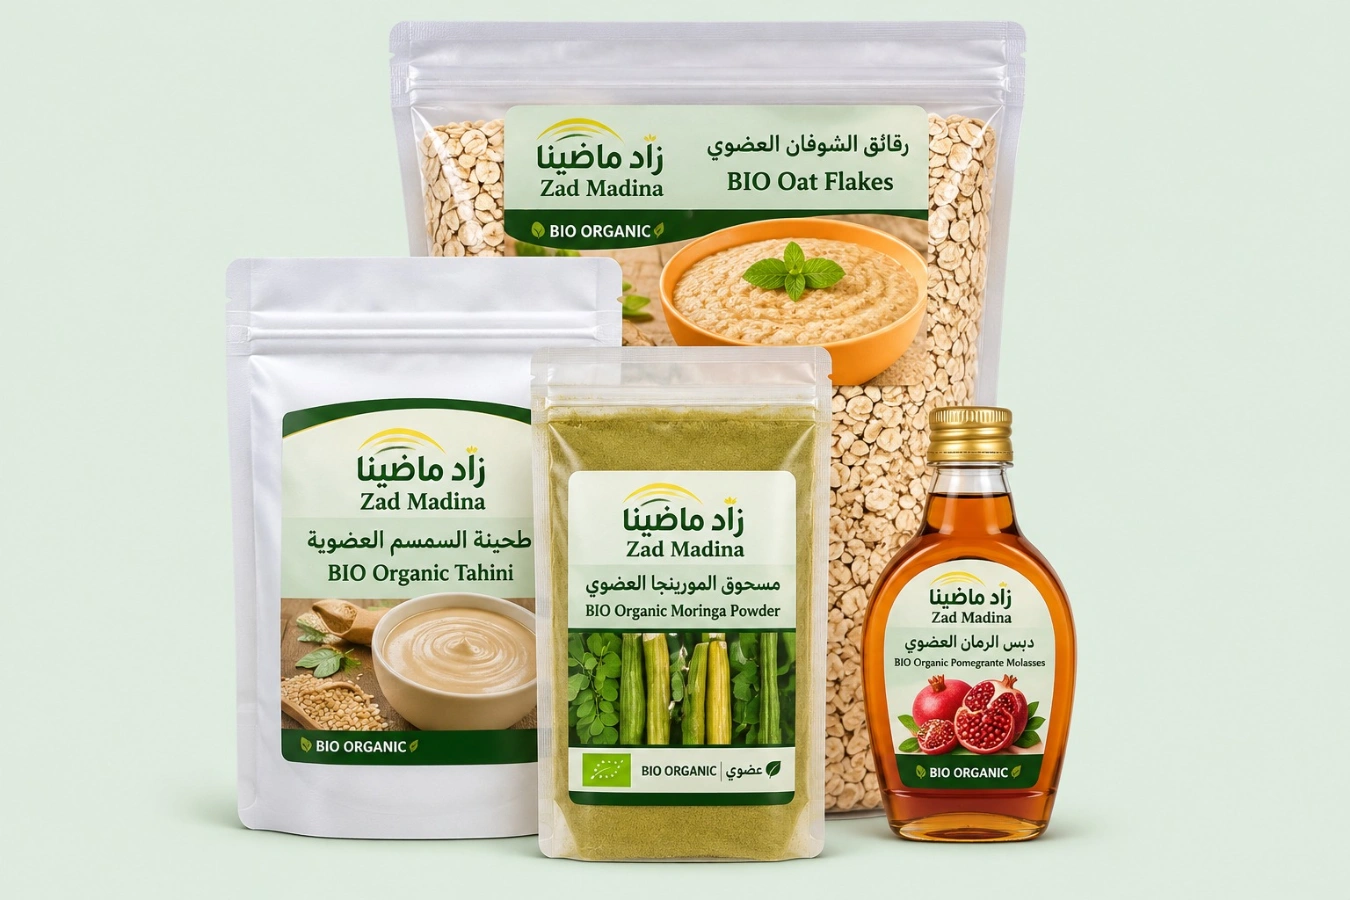 زاد ماضينا
Zad Madina
رقائق الشوفان العضوي
BIO Oat Flakes
BIO ORGANIC
زاد ماضينا
Zad Madina
طحينة السمسم العضوية
BIO Organic Tahini
BIO ORGANIC
زاد ماضينا
Zad Madina
مسحوق المورينجا العضوي
BIO Organic Moringa Powder
BIO ORGANIC | عضوي
زاد ماضينا
Zad Madina
دبس الرمان العضوي
BIO Organic Pomegrante Molasses
BIO ORGANIC